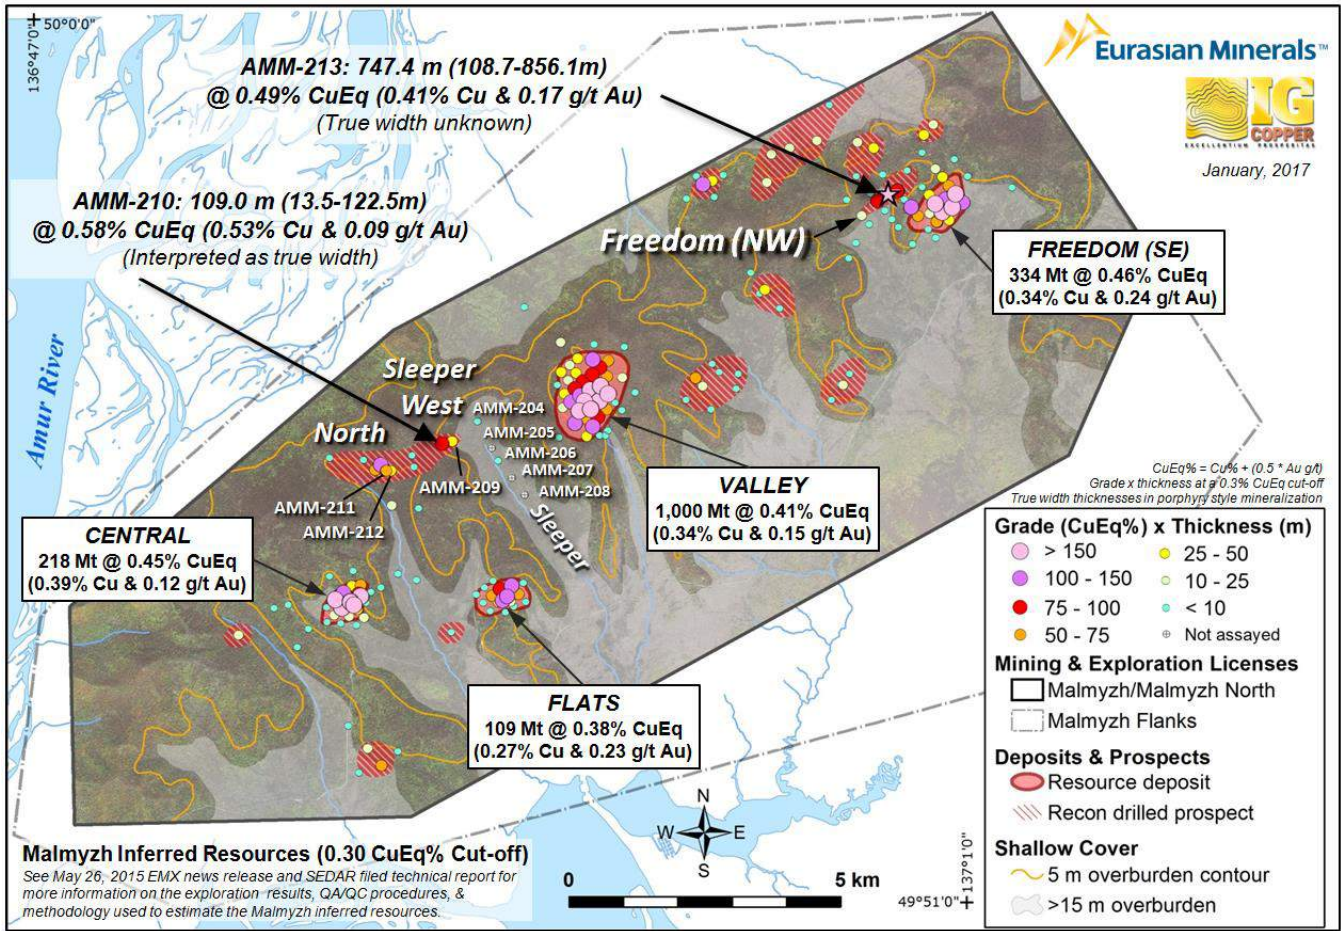 50°0'0"
136°47'0"
AMM-213: 747.4 m (108.7-856.1m)
@ 0.49% CuEq (0.41% Cu & 0.17 g/t Au)
(True width unknown)
Eurasian Minerals™
IG
COPPER
EXCELLENTIUM PROSPERITAS
January, 2017
AMM-210: 109.0 m (13.5-122.5m)
@ 0.58% CuEq (0.53% Cu & 0.09 g/t Au)
(Interpreted as true width)
Freedom (NW)
FREEDOM (SE)
334 Mt @ 0.46% CuEq
(0.34% Cu & 0.24 g/t Au)
Amur River
Sleeper
West
North
AMM-204
AMM-205
AMM-206
AMM-207
AMM-208
AMM-209
AMM-211
AMM-212
Sleeper
VALLEY
1,000 Mt @ 0.41% CuEq
(0.34% Cu & 0.15 g/t Au)
CENTRAL
218 Mt @ 0.45% CuEq
(0.39% Cu & 0.12 g/t Au)
FLATS
109 Mt @ 0.38% CuEq
(0.27% Cu & 0.23 g/t Au)
CuEq% = Cu% + (0.5 * Au g/t)
Grade x thickness at a 0.3% CuEq cut-off
True width thicknesses in porphyry style mineralization
Grade (CuEq%) x Thickness (m)
> 150
25 - 50
100 - 150
10 - 25
75 - 100
< 10
50 - 75
Not assayed
Mining & Exploration Licenses
Malmyzh/Malmyzh North
Malmyzh Flanks
Deposits & Prospects
Resource deposit
Recon drilled prospect
Shallow Cover
5 m overburden contour
>15 m overburden
N
W
E
S
0
5 km
49°51'0"
137°1'0"
Malmyzh Inferred Resources (0.30 CuEq% Cut-off)
See May 26, 2015 EMX news release and SEDAR filed technical report for
more information on the exploration results, QA/QC procedures, &
methodology used to estimate the Malmyzh inferred resources.